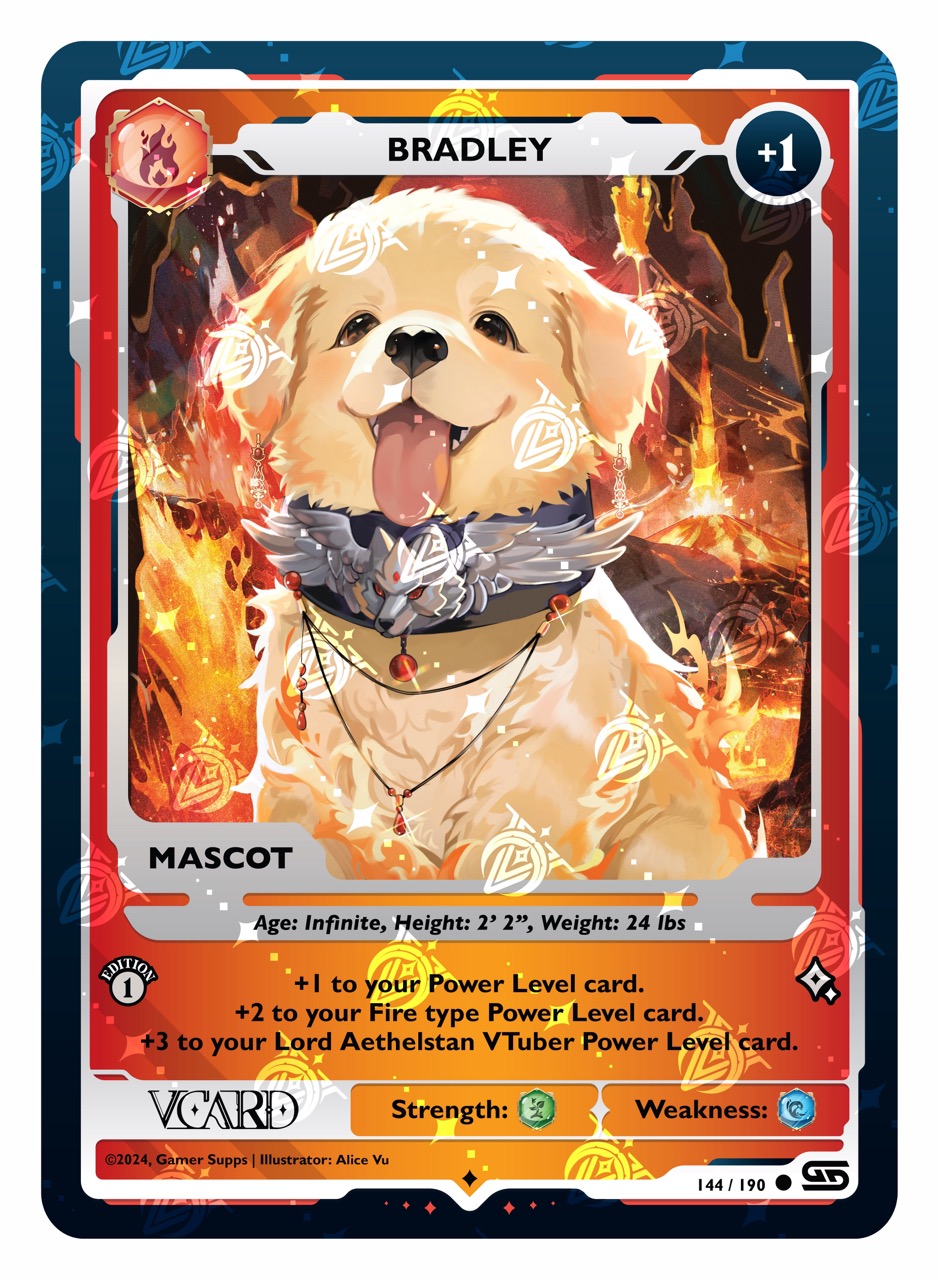 BRADLEY
+1
MASCOT
Age: Infinite, Height: 2’ 2”, Weight: 24 lbs
EDITION
1
+1 to your Power Level card.
+2 to your Fire type Power Level card.
+3 to your Lord Aethelstan VTuber Power Level card.
VCARD
Strength:
Weakness:
©2024, Gamer Supps | Illustrator: Alice Vu
144 / 190